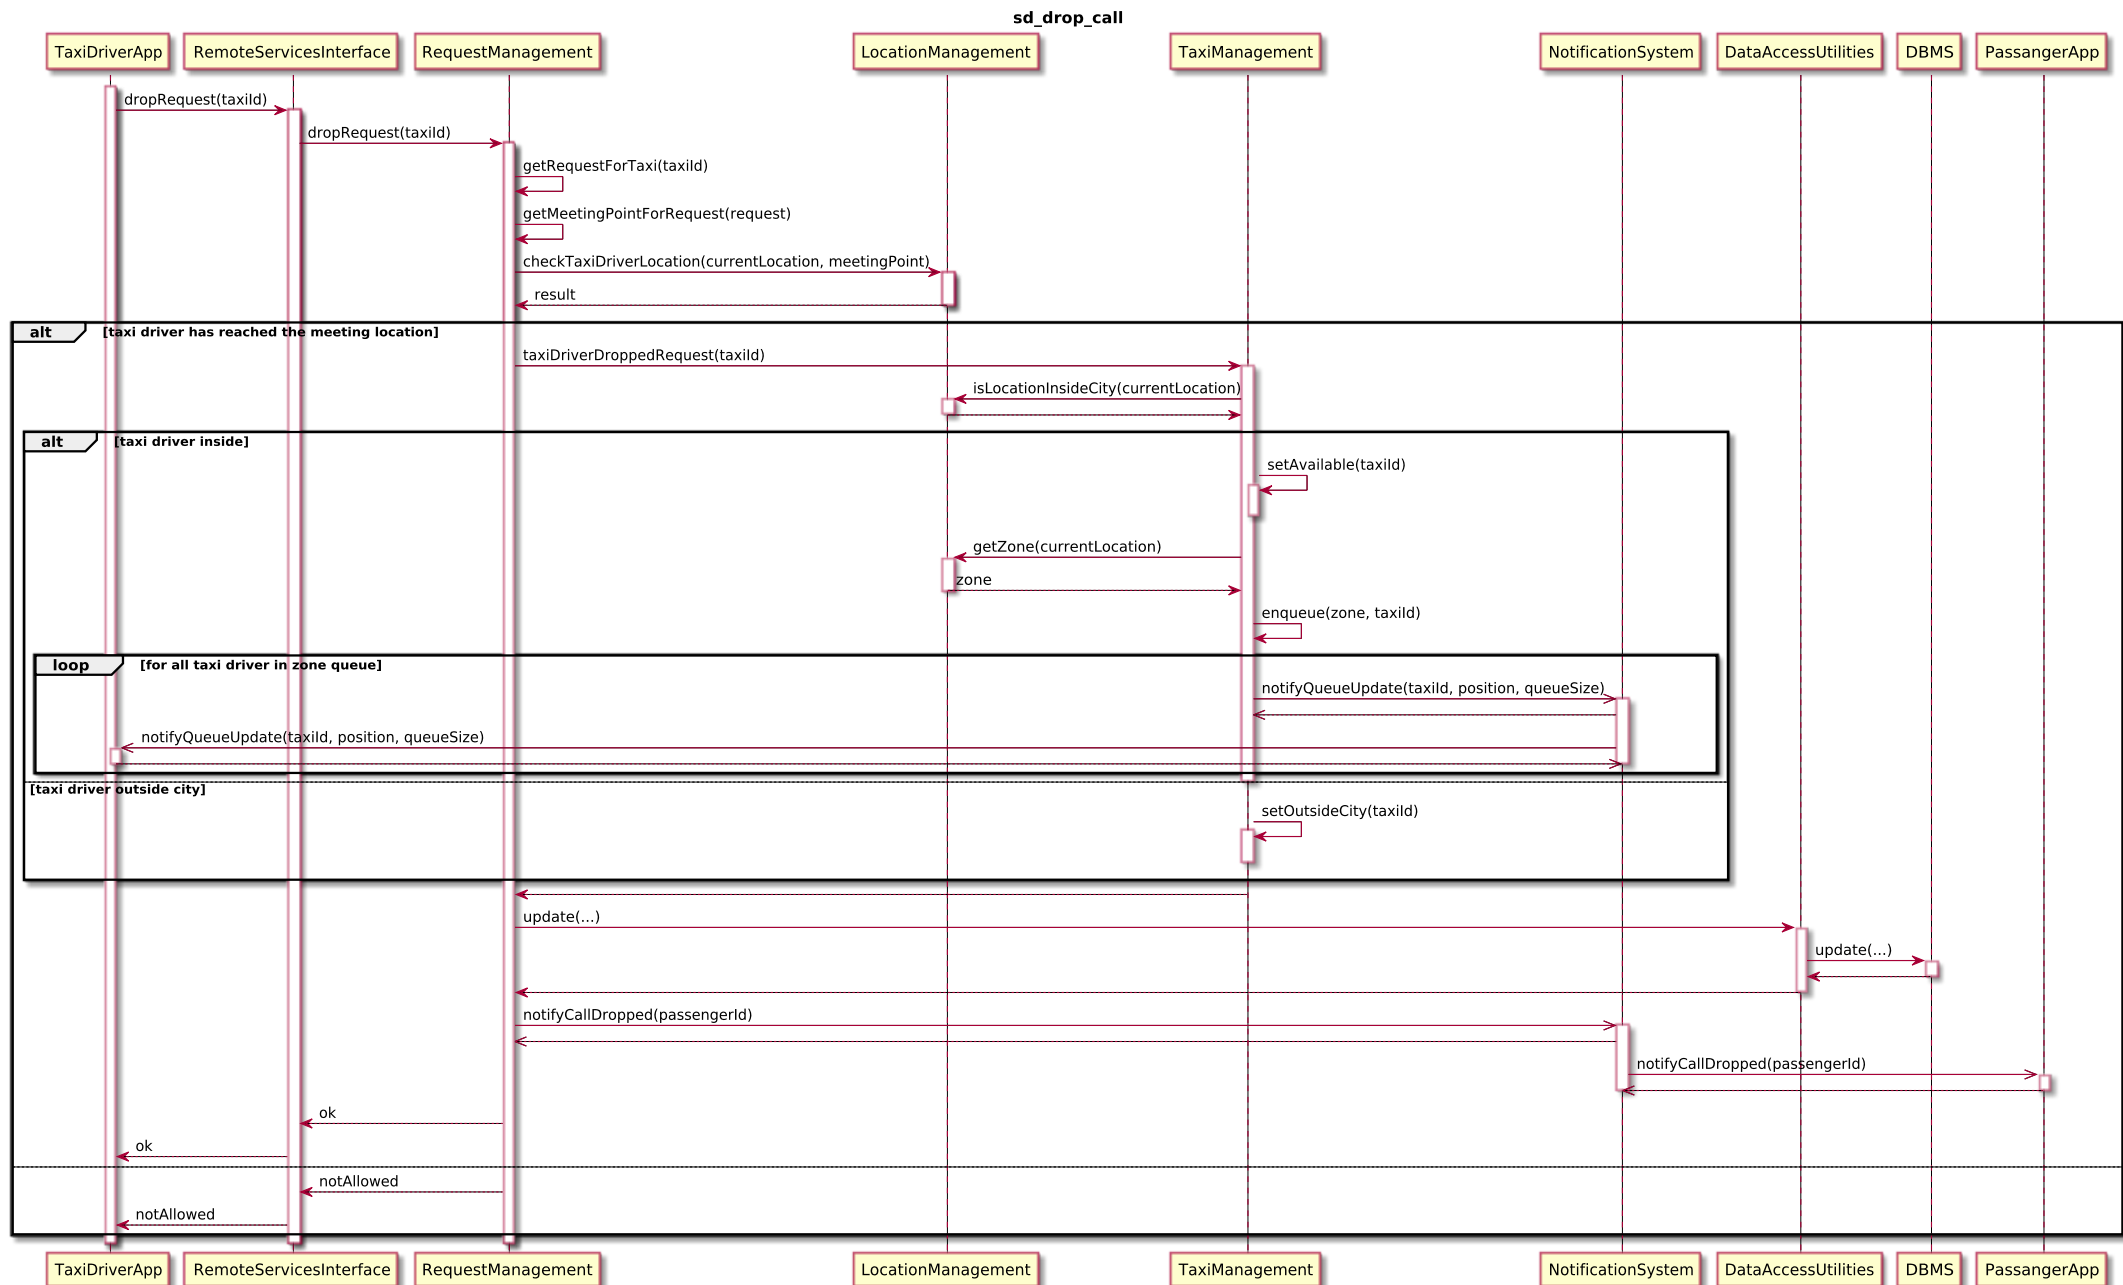 sd_drop_call
TaxiDriverApp RemoteServicesInterface RequestManagement LocationManagement TaxiManagement NotificationSystem DataAccessUtilities DBMS PassangerApp
dropRequest(taxiId)
dropRequest(taxiId)
getRequestForTaxi(taxiId)
getMeetingPointForRequest(request)
checkTaxiDriverLocation(currentLocation, meetingPoint)
result
alt [taxi driver has reached the meeting location]
taxiDriverDroppedRequest(taxiId)
isLocationInsideCity(currentLocation)
alt [taxi driver inside]
setAvailable(taxiId)
getZone(currentLocation)
zone
enqueue(zone, taxiId)
loop [for all taxi driver in zone queue]
notifyQueueUpdate(taxiId, position, queueSize)
notifyQueueUpdate(taxiId, position, queueSize)
[taxi driver outside city]
setOutsideCity(taxiId)
update(...)
update(...)
notifyCallDropped(passengerId)
notifyCallDropped(passengerId)
ok
ok
notAllowed
notAllowed
TaxiDriverApp RemoteServicesInterface RequestManagement LocationManagement TaxiManagement NotificationSystem DataAccessUtilities DBMS PassangerApp